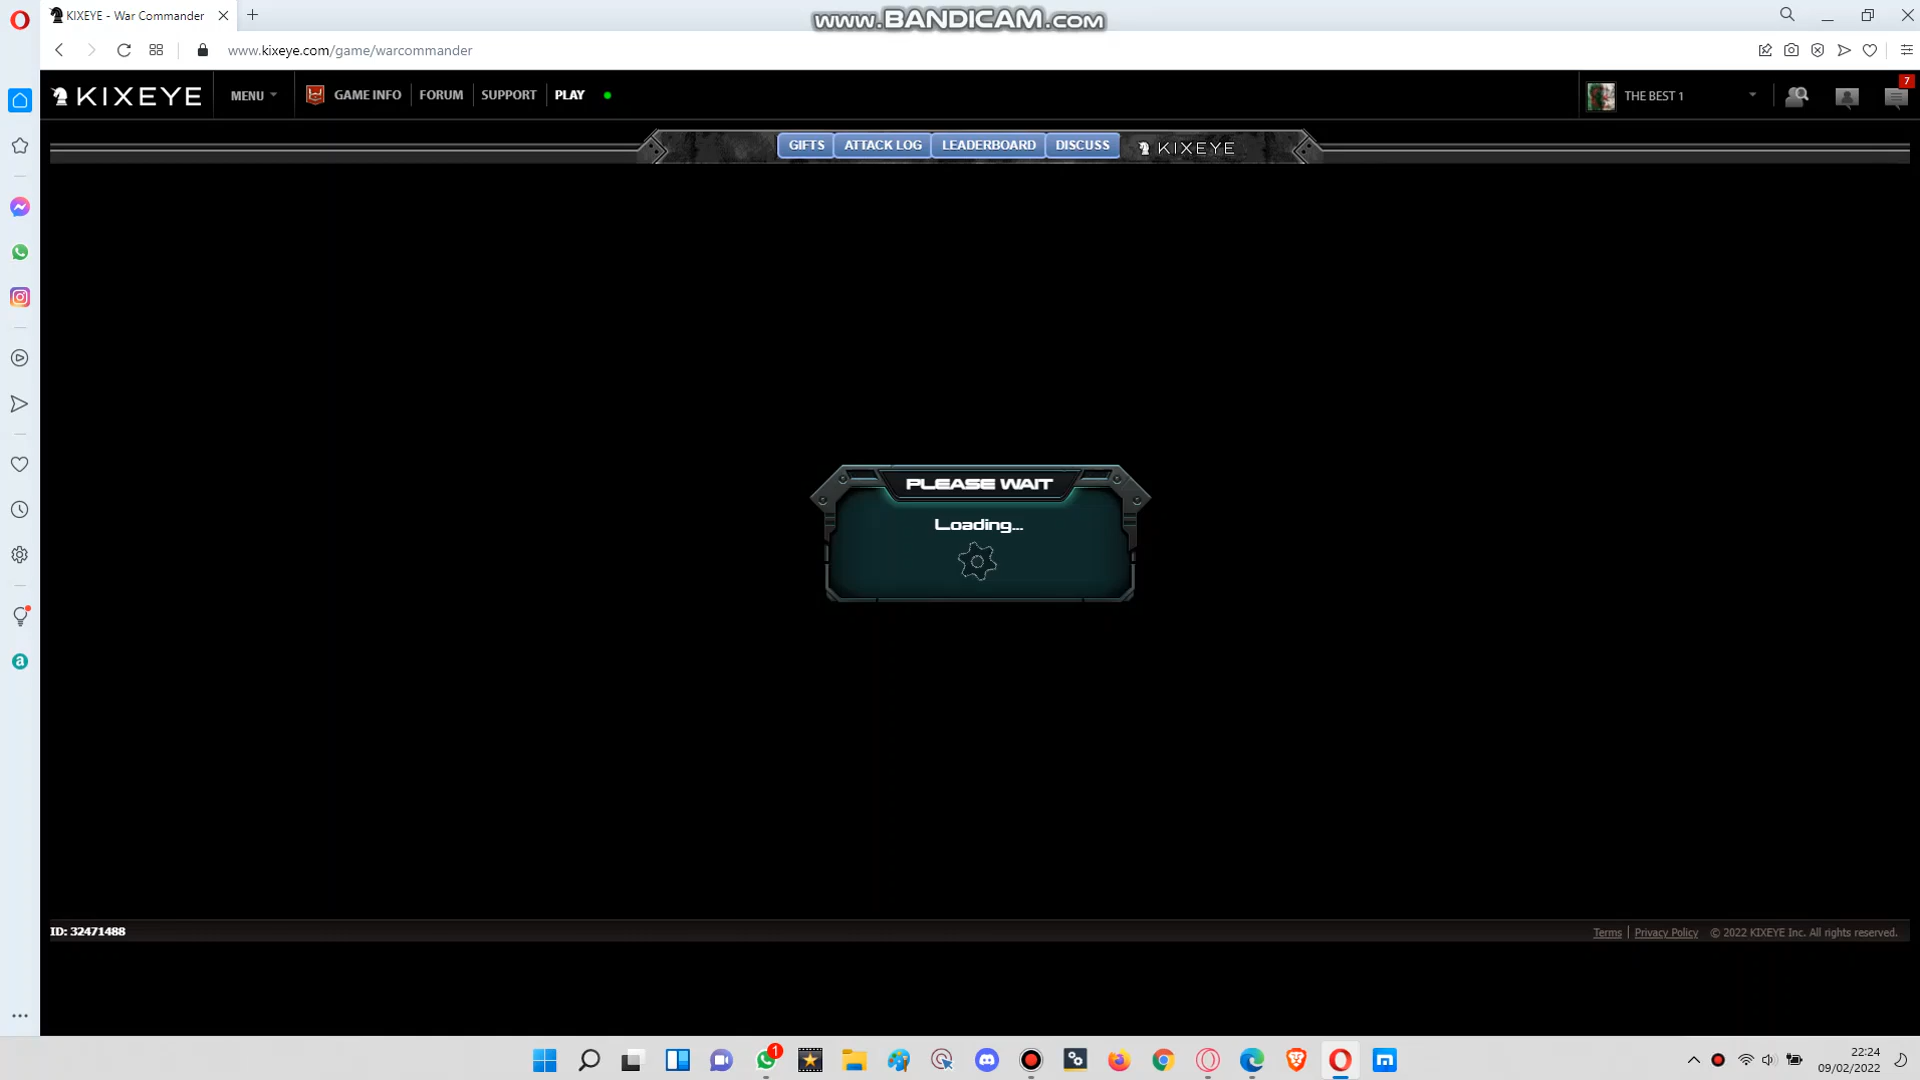 KIXEYE - War Commander
www.BANDICAM.com
www.kixeye.com/game/warcommander
KIXEYE
MENU
GAME INFO
FORUM
SUPPORT
PLAY
THE BEST 1
7
GIFTS
ATTACK LOG
LEADERBOARD
DISCUSS
KIXEYE
PLEASE WAIT
Loading...
a
ID: 32471488
Terms
Privacy Policy
© 2022 KIXEYE Inc. All rights reserved.
1
22:24
09/02/2022